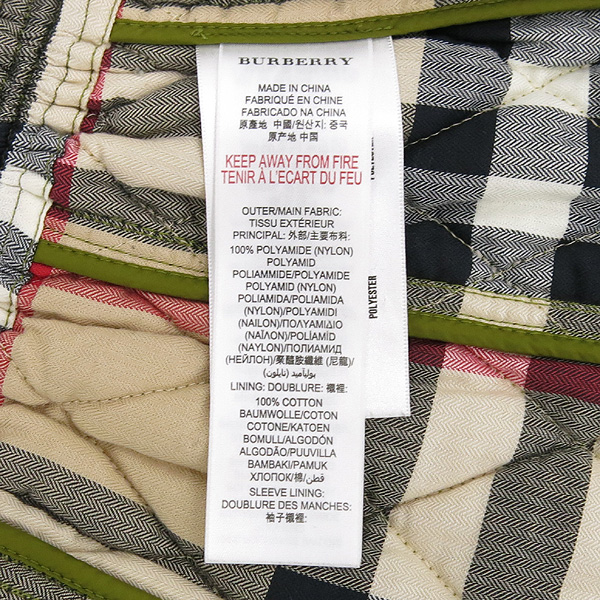 BURBERRY
MADE IN CHINA
FABRIQUÉ EN CHINE
FABRICADO NA CHINA
原產地 中國/원산지: 중국
原产地 中国
KEEP AWAY FROM FIRE
TENIR À L'ECART DU FEU
OUTER/MAIN FABRIC:
TISSU EXTÉRIEUR
PRINCIPAL: 外部/主要布料:
100% POLYAMIDE (NYLON)
POLYAMID
POLIAMMIDE/POLYAMIDE
POLYAMID (NYLON)
POLIAMIDA/POLIAMIDA
(NYLON)/POLYAMIDI
(NAILON)/ΠΟΛΥΑΜΙΔΗ
(ΝΑΪΛΟΝ)/POLİAMİD
(NAYLON)/ПОЛИАМИД
(НЕЙЛОН)/聚醯胺纖維 (尼龍)/
بولياميد (نايلون)/
LINING: DOUBLURE: 襯裡:
100% COTTON
BAUMWOLLE/COTON
COTONE/KATOEN
BOMULL/ALGODÓN
ALGODÃO/PUUVILLA
ΒΑΜΒΑΚΙ/PAMUK
ХЛОПОК/棉/قطن/
SLEEVE LINING:
DOUBLURE DES MANCHES:
袖子襯裡:
POLYESTER